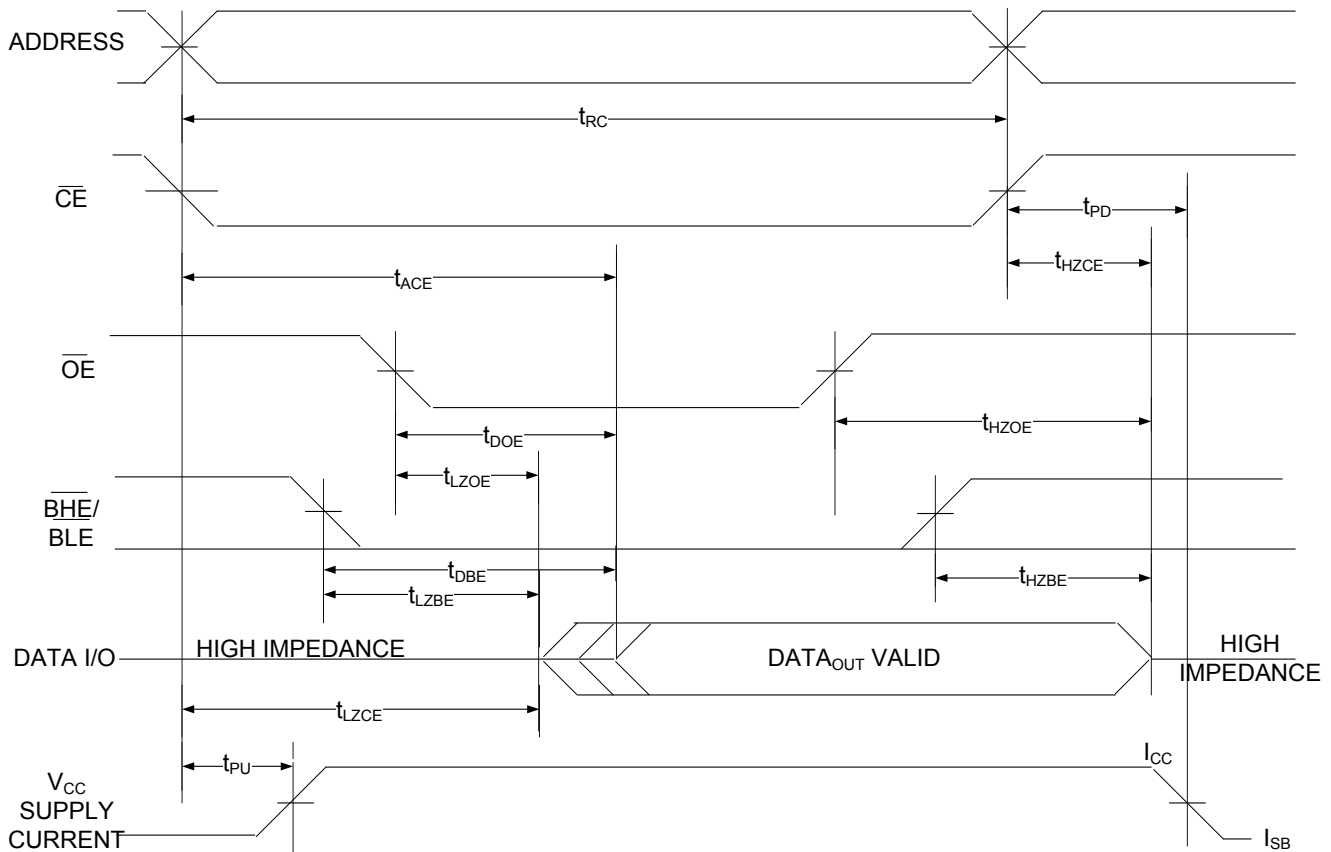 ADDRESS
tRC
CE
tPD
tHZCE
tACE
OE
tDOE
tHZOE
tLZOE
BHE/
BLE
tDBE
tHZBE
tLZBE
DATA I/O
HIGH IMPEDANCE
DATAOUT VALID
HIGH
IMPEDANCE
tLZCE
tPU
ICC
VCC
SUPPLY
CURRENT
ISB